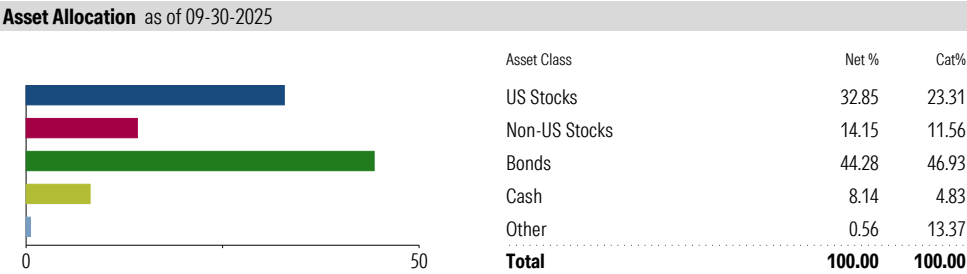 Asset Allocation as of 09-30-2025
Asset Class Net % Cat%
US Stocks 32.85 23.31
Non-US Stocks 14.15 11.56
Bonds 44.28 46.93
Cash 8.14 4.83
Other 0.56 13.37
0 50
Total 100.00 100.00